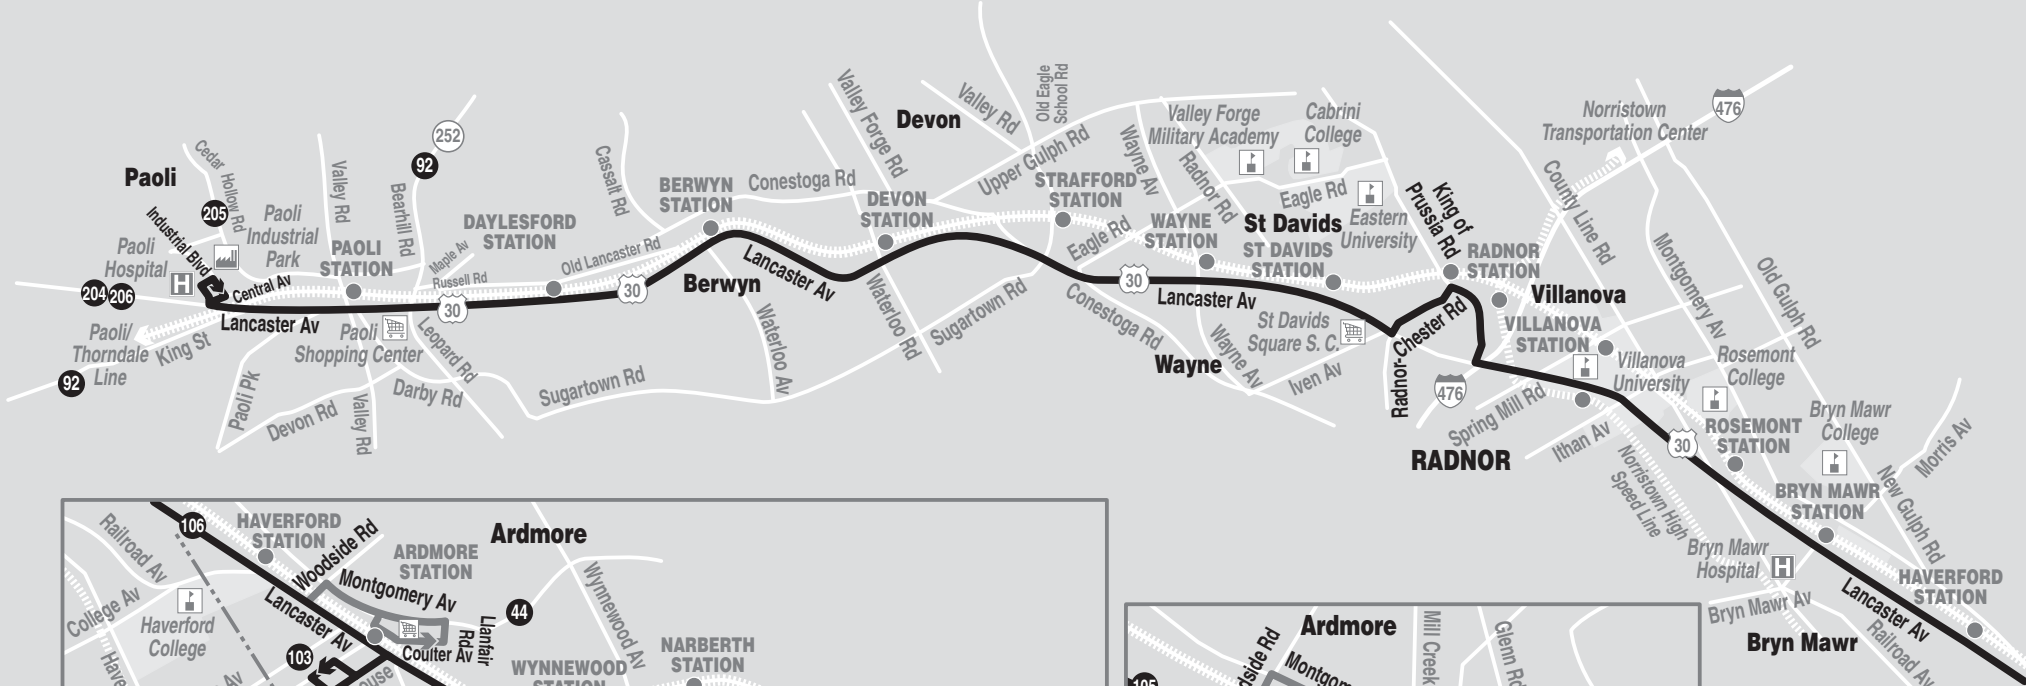 Paoli
Cedar Hollow Rd
205
Industrial Blvd
Paoli
Hospital
H
204
206
Paoli/
Thorndale
Line
92
King St
Lancaster Av
Central Av
Paoli
Industrial
Park
Valley Rd
PAOLI
STATION
Bearhill Rd
92
252
Maple Av
Russell Rd
DAYLESFORD
STATION
Old Lancaster Rd
30
Paoli
Shopping Center
Leopard Rd
Darby Rd
Valley Rd
Devon Rd
Paoli Pk
Sugartown Rd
Cassalt Rd
30
BERWYN
STATION
Berwyn
Conestoga Rd
Lancaster Av
Waterloo Av
Valley Forge Rd
DEVON
STATION
Devon
Waterloo Rd
Sugartown Rd
Valley Rd
Old Eagle
School Rd
Upper Gulph Rd
STRAFFORD
STATION
Eagle Rd
Conestoga Rd
30
Lancaster Av
Wayne
Wayne Av
Wayne Av
WAYNE
STATION
Radnor Rd
Valley Forge
Military Academy
Cabrini
College
Eagle Rd
Eastern
University
St Davids
ST DAVIDS
STATION
St Davids
Square S. C.
Iven Av
Radnor-Chester Rd
King of
Prussia Rd
RADNOR
STATION
476
RADNOR
Norristown
Transportation Center
476
County Line Rd
Villanova
VILLANOVA
STATION
Villanova
University
Spring Mill Rd
Ithan Av
Norristown High
Speed Line
Montgomery Av
Old Gulph Rd
Rosemont
College
30
ROSEMONT
STATION
Bryn Mawr
College
BRYN MAWR
STATION
Morris Av
New Gulph Rd
Bryn Mawr
Hospital
H
Bryn Mawr Av
Bryn Mawr
Lancaster Av
Railroad Av
HAVERFORD
STATION
106
HAVERFORD
STATION
Railroad Av
College Av
Haverford
College
Have
Av
Woodside Rd
Lancaster Av
Montgomery Av
ARDMORE
STATION
Ardmore
44
Llanfair
Rd
Coulter Av
103
ouse
Wynnewood Av
WYNNEWOOD
STATION
NARBERTH
STATION
105
dside Rd
Ardmore
Montgom
Mill Creek
Glenn Rd